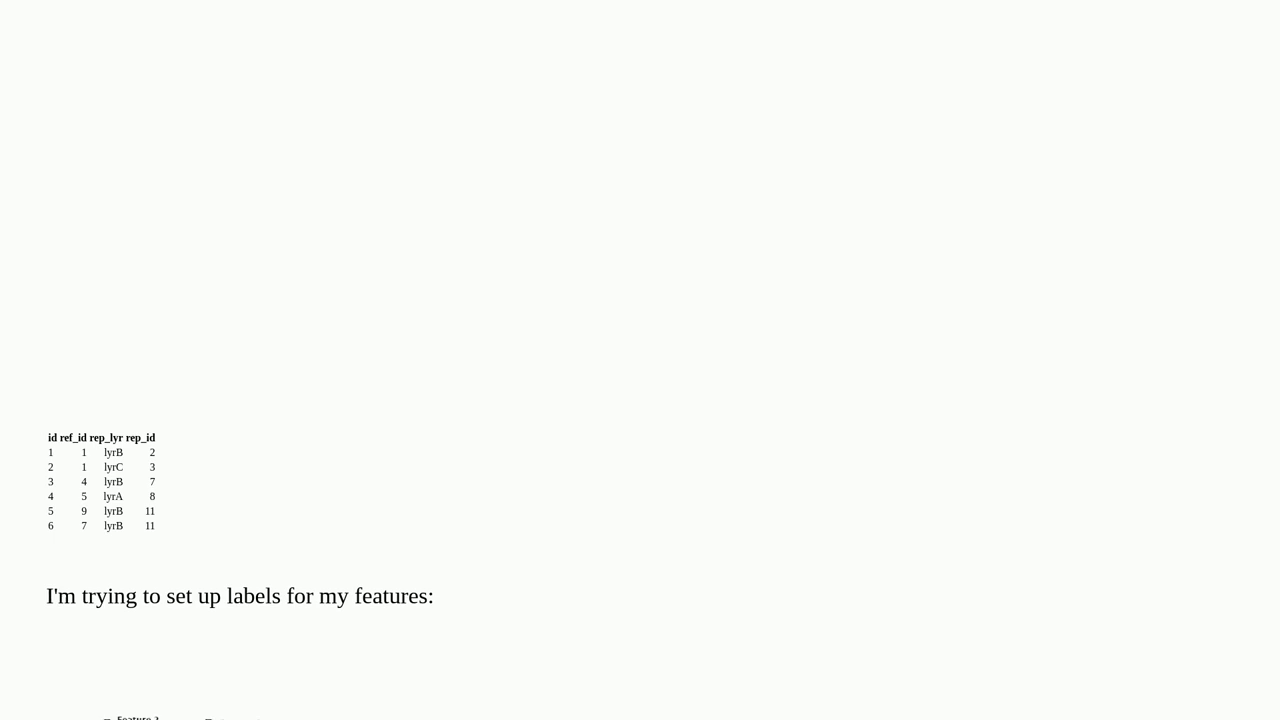 id ref_id rep_lyr rep_id
1 1 lyrB 2
2 1 lyrC 3
3 4 lyrB 7
4 5 lyrA 8
5 9 lyrB 11
6 7 lyrB 11
I'm trying to set up labels for my features: